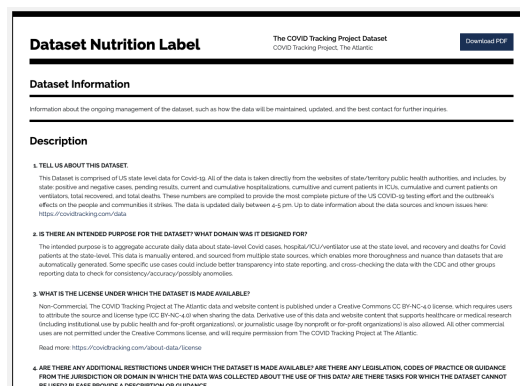 Dataset Nutrition Label
The COVID Tracking Project Dataset
COVID Tracking Project, The Atlantic
Download PDF
Dataset Information
Information about the ongoing management of the dataset, such as how the data will be maintained, updated, and the best contact for further inquiries.
Description
1. TELL US ABOUT THIS DATASET.
This Dataset is comprised of US state level data for Covid-19. All of the data is taken directly from the websites of state/territory public health authorities, and includes, by
state: positive and negative cases, pending results, current and cumulative hospitalizations, cumultive and current patients in ICUs, cumulative and current patients on
ventilators, total recovered, and total deaths. These numbers are compiled to provide the most complete picture of the US COVID-19 testing effort and the outbreak's
effects on the people and communities it strikes. The data is updated daily between 4-5 pm. Up to date information about the data sources and known issues here:
https://covidtracking.com/data
2. IS THERE AN INTENDED PURPOSE FOR THE DATASET? WHAT DOMAIN WAS IT DESIGNED FOR?
The intended purpose is to aggregate accurate daily data about state-level Covid cases, hospital/ICU/ventilator use at the state level, and recovery and deaths for Covid
patients at the state-level. This data is manually entered, and sourced from multiple state sources, which enables more thoroughness and nuance than datasets that are
automatically generated. Some specific use cases could include better transparency into state reporting, and cross-checking the data with the CDC and other groups
reporting data to check for consistency/accuracy/possibly anomolies.
3. WHAT IS THE LICENSE UNDER WHICH THE DATASET IS MADE AVAILABLE?
Non-Commercial. The COVID Tracking Project at The Atlantic data and website content is published under a Creative Commons CC BY-NC-4.0 license, which requires users
to attribute the source and license type (CC BY-NC-4.0) when sharing the data. Derivative use of this data and website content that supports healthcare or medical research
(including institutional use by public health and for-profit organizations), or journalistic usage (by nonprofit or for-profit organizations) is also allowed. All other commercial
uses are not permitted under the Creative Commons license, and will require permission from The COVID Tracking Project at The Atlantic.
Read more: https://covidtracking.com/about-data/license
4. ARE THERE ANY ADDITIONAL RESTRICTIONS UNDER WHICH THE DATASET IS MADE AVAILABLE? ARE THERE ANY LEGISLATION, CODES OF PRACTICE OR GUIDANCE
FROM THE JURISDICTION OR DOMAIN IN WHICH THE DATA WAS COLLECTED ABOUT THE USE OF THIS DATA? ARE THERE TASKS FOR WHICH THE DATASET CANNOT
BE USED? PLEASE PROVIDE A DESCRIPTION OR GUIDANCE.